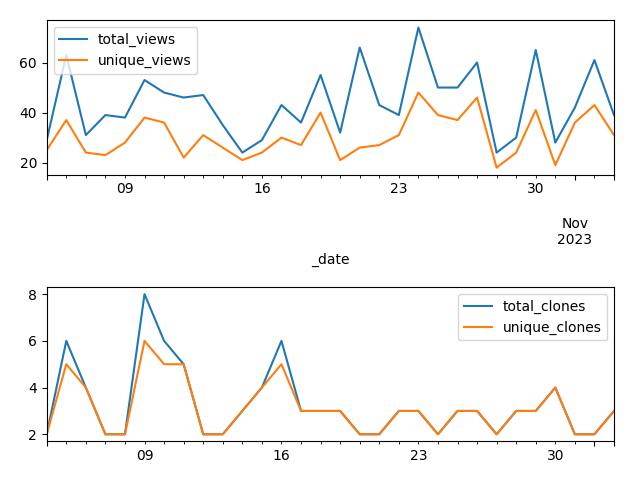 total_views
unique_views
60
40
20
09 16 23 30
Nov
2023
_date
total_clones
unique_clones
8
6
4
2
09 16 23 30